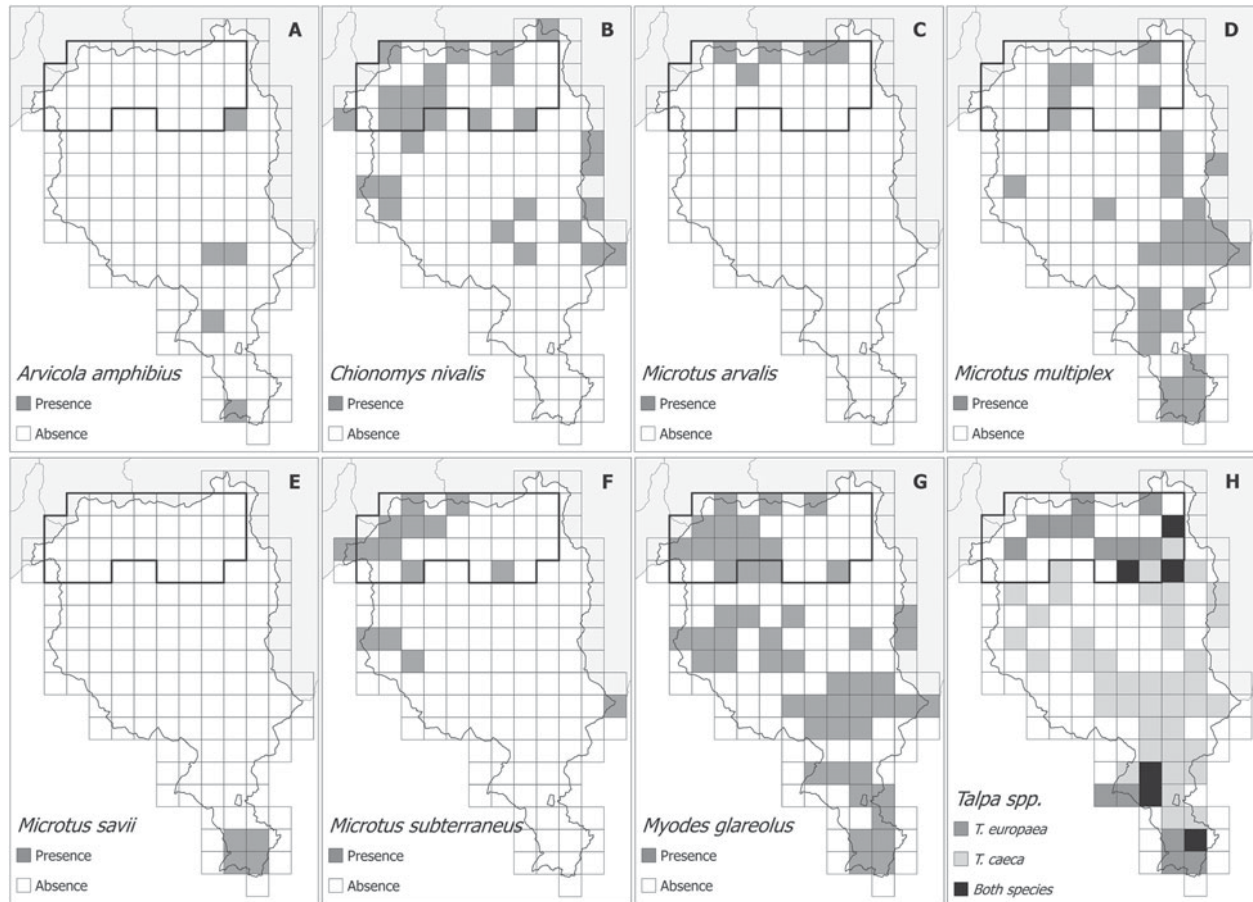 A
Arvicola amphibius
Presence
Absence
B
Chionomys nivalis
Presence
Absence
C
Microtus arvalis
Presence
Absence
D
Microtus multiplex
Presence
Absence
E
Microtus savii
Presence
Absence
F
Microtus subterraneus
Presence
Absence
G
Myodes glareolus
Presence
Absence
H
Talpa spp.
T. europaea
T. caeca
Both species